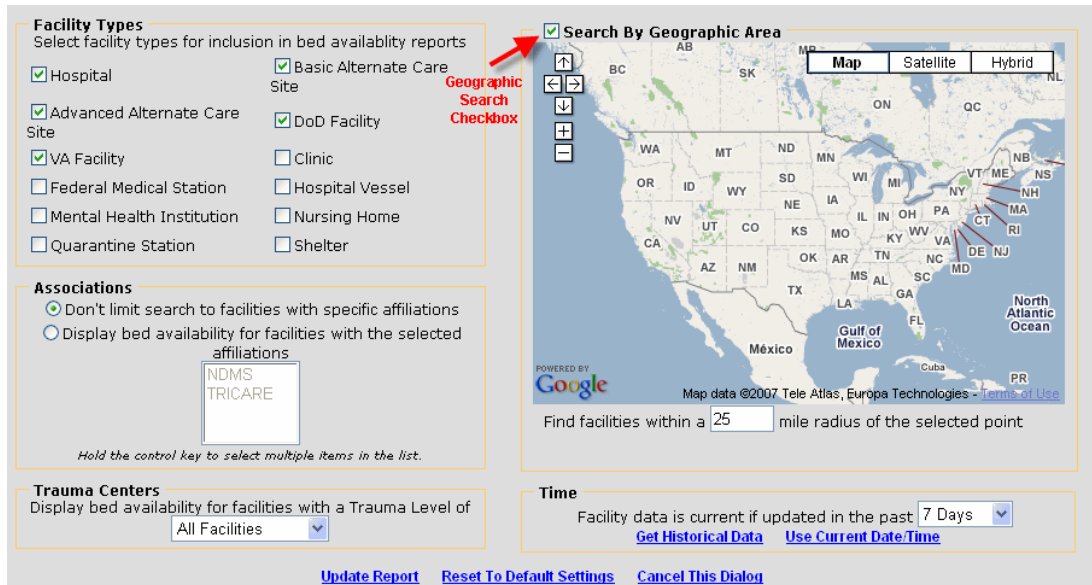 Facility Types
Select facility types for inclusion in bed availablity reports
Hospital
Basic Alternate Care
Site
Advanced Alternate Care
Site
DoD Facility
VA Facility
Clinic
Federal Medical Station
Hospital Vessel
Mental Health Institution
Nursing Home
Quarantine Station
Shelter
Associations
Don't limit search to facilities with specific affiliations
Display bed availability for facilities with the selected
affiliations
NDMS
TRICARE
Hold the control key to select multiple items in the list.
Trauma Centers
Display bed availability for facilities with a Trauma Level of
All Facilities
Geographic
Search
Checkbox
Search By Geographic Area
Map Satellite Hybrid
AB
MB
BC
SK
NL
ON
QC
WA
MT
ND
MN
NB
VT ME NS
OR
ID
WY
SD
WI
MI
NY
NH
NE
IA
IL IN OH PA
MA
CT
RI
NV
UT
CO
KS
MO
KY
WV
VA
DE NJ
CA
MD
AZ
NM
OK
AR
TN
NC
MS AL
SC
TX
LA
GA
FL
North
Atlantic
Ocean
Gulf of
Mexico
México
Cuba
PR
POWERED BY
Google
Map data ©2007 Tele Atlas, Europa Technologies - Terms of Use
Find facilities within a 25 mile radius of the selected point
Time
Facility data is current if updated in the past 7 Days
Get Historical Data Use Current Date/Time
Update Report Reset To Default Settings Cancel This Dialog